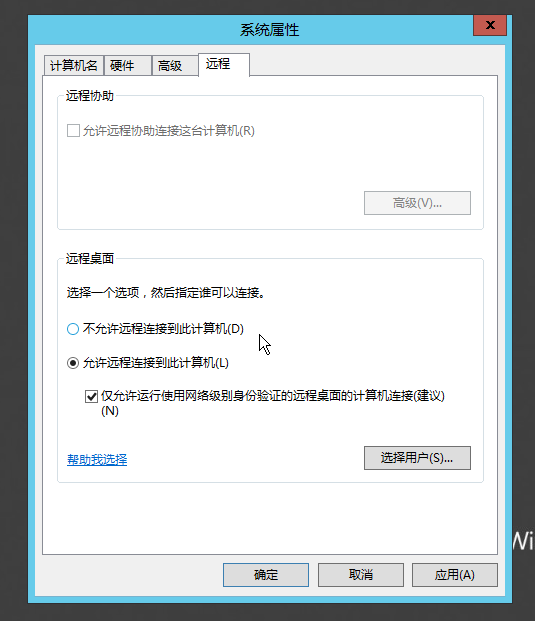 系统属性
x
计算机名
硬件
高级
远程
远程协助
允许远程协助连接这台计算机(R)
高级(V)...
远程桌面
选择一个选项，然后指定谁可以连接。
不允许远程连接到此计算机(D)
允许远程连接到此计算机(L)
仅允许运行使用网络级别身份验证的远程桌面的计算机连接(建议)
(N)
帮助我选择
选择用户(S)...
Wi
确定
取消
应用(A)